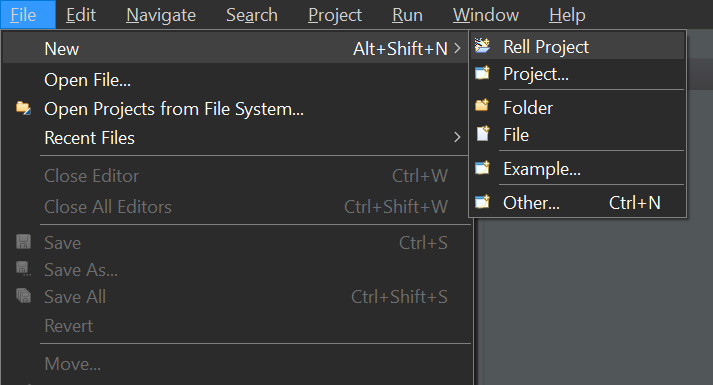 File Edit Navigate Search Project Run Window Help
New Alt+Shift+N
Open File...
Open Projects from File System...
Recent Files
Close Editor Ctrl+W
Close All Editors Ctrl+Shift+W
Save Ctrl+S
Save As...
Save All Ctrl+Shift+S
Revert
Move...
Rell Project
Project...
Folder
File
Example...
Other... Ctrl+N